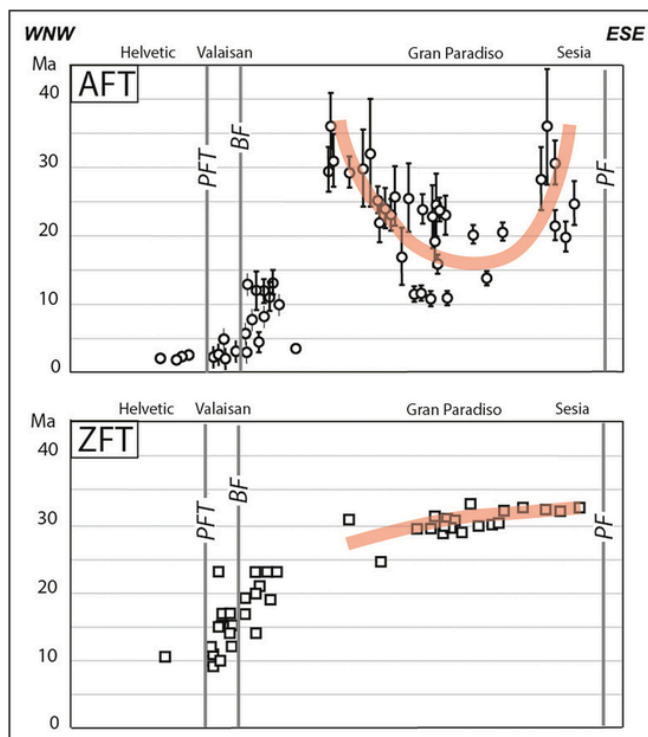 WNW ESE
Helvetic Valaisan Gran Paradiso Sesia
Ma
AFT
40
30
20
10
0
PFT
BF
PF
Helvetic Valaisan Gran Paradiso Sesia
Ma
ZFT
40
30
20
10
0
PFT
BF
PF